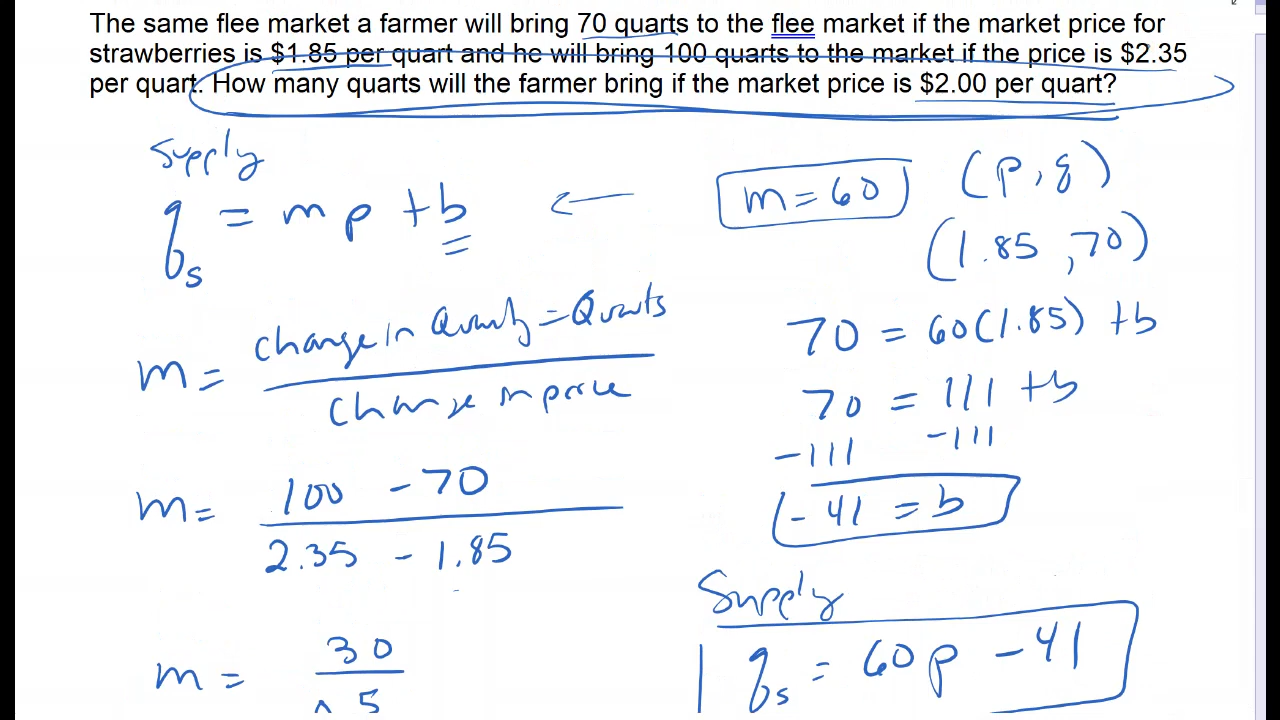 The same flee market a farmer will bring 70 quarts to the flee market if the market price for
strawberries is $1.85 per quart and he will bring 100 quarts to the market if the price is $2.35
per quart. How many quarts will the farmer bring if the market price is $2.00 per quart?
Supply
q_s = mp + b
m = change in Quantity = Quarts / Change in price
m = 100 - 70 / 2.35 - 1.85
m = 30 / .5
m = 60
(p, q)
(1.85, 70)
70 = 60(1.85) + b
70 = 111 + b
-111 -111
-41 = b
Supply
q_s = 60p - 41